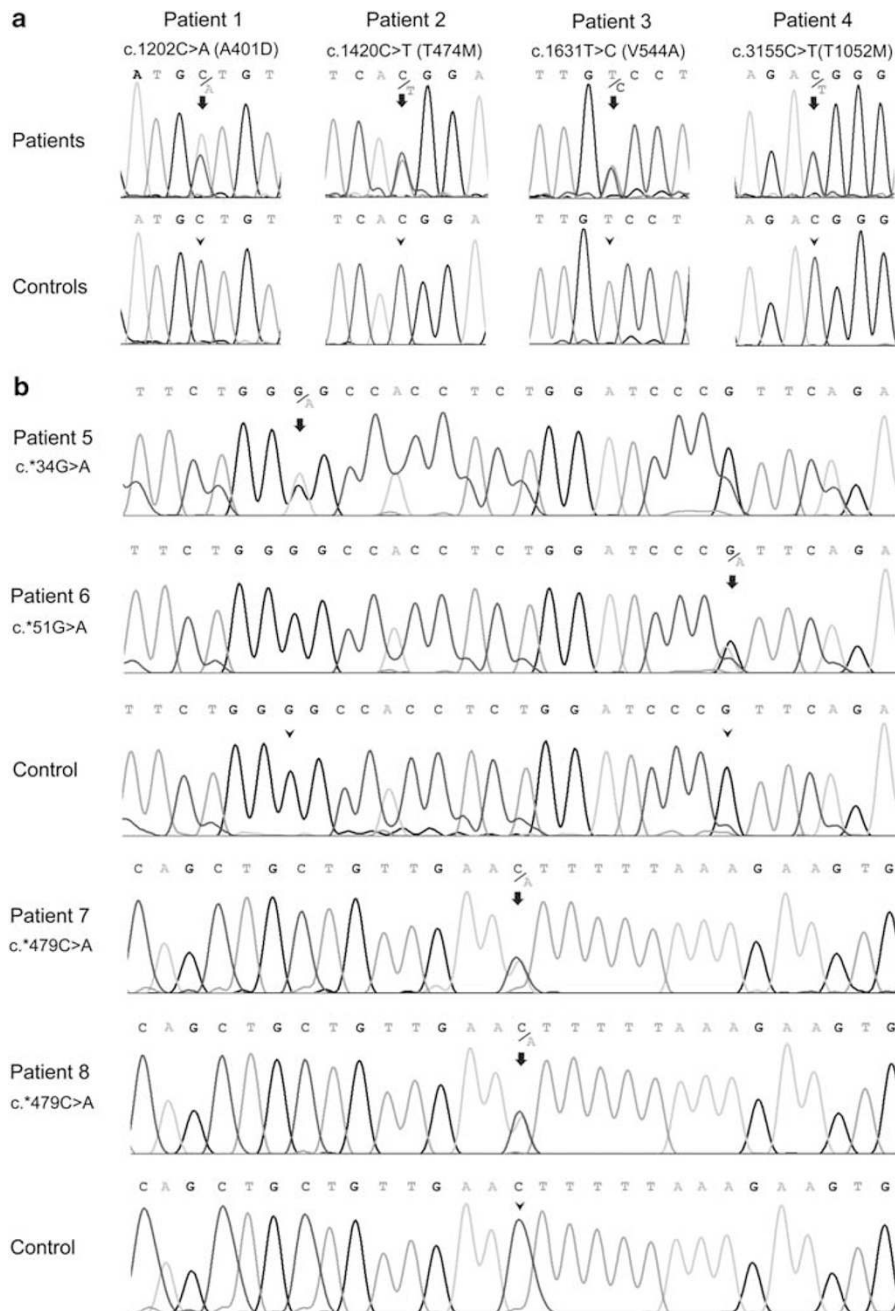 a
Patient 1 Patient 2 Patient 3 Patient 4
c.1202C>A (A401D) c.1420C>T (T474M) c.1631T>C (V544A) c.3155C>T(T1052M)
A T G C/A T G T T C A C/T G G A T T G T/C C C T A G A C/T G G G
Patients
A T G C T G T T C A C G G A T T G T C C T A G A C G G G
Controls
b
T T C T G G G/A G C C A C C T C T G G A T C C C G T T C A G A
Patient 5
c.*34G>A
T T C T G G G G C C A C C T C T G G A T C C C G/A T T C A G A
Patient 6
c.*51G>A
T T C T G G G G C C A C C T C T G G A T C C C G T T C A G A
Control
C A G C T G C T G T T G A A C/A T T T T T A A A G A A G T G
Patient 7
c.*479C>A
C A G C T G C T G T T G A A C/A T T T T T A A A G A A G T G
Patient 8
c.*479C>A
C A G C T G C T G T T G A A C T T T T T A A A G A A G T G
Control